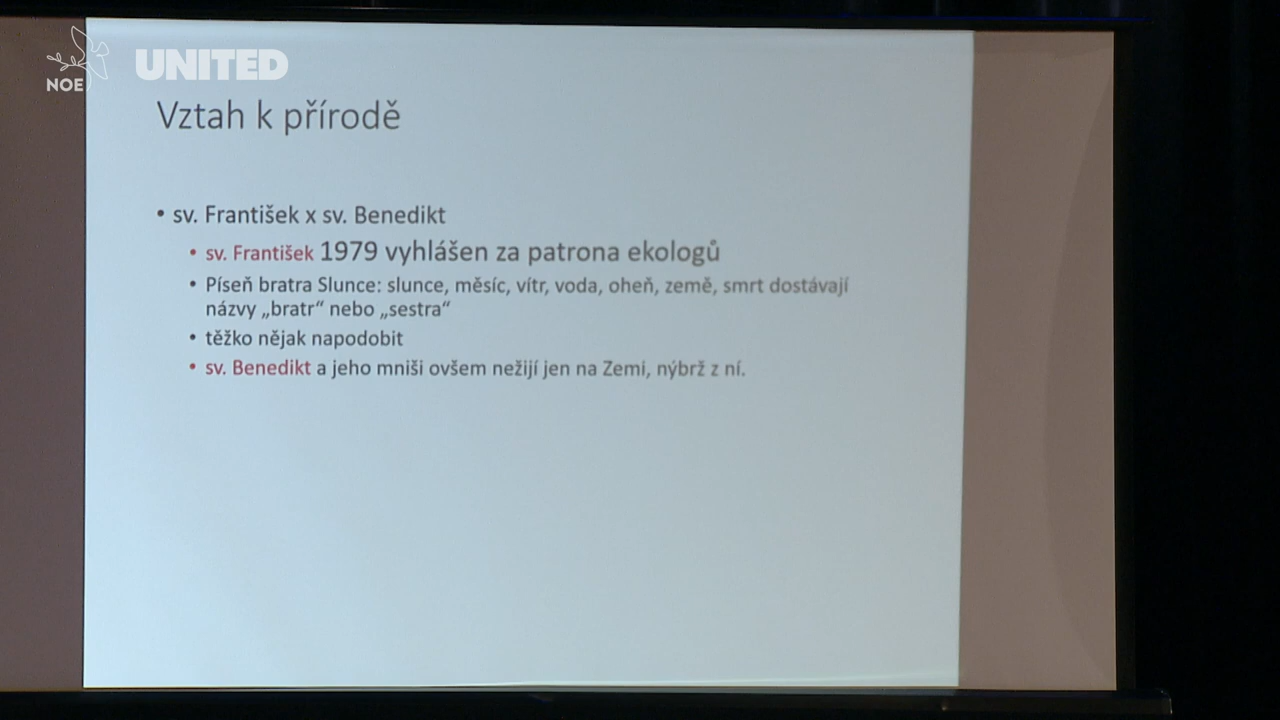 NOE
UNITED
Vztah k přírodě
• sv. František x sv. Benedikt
• sv. František 1979 vyhlášen za patrona ekologů
• Píseň bratra Slunce: slunce, měsíc, vítr, voda, oheň, země, smrt dostávají
názvy „bratr“ nebo „sestra“
• těžko nějak napodobit
• sv. Benedikt a jeho mniši ovšem nežijí jen na Zemi, nýbrž z ní.